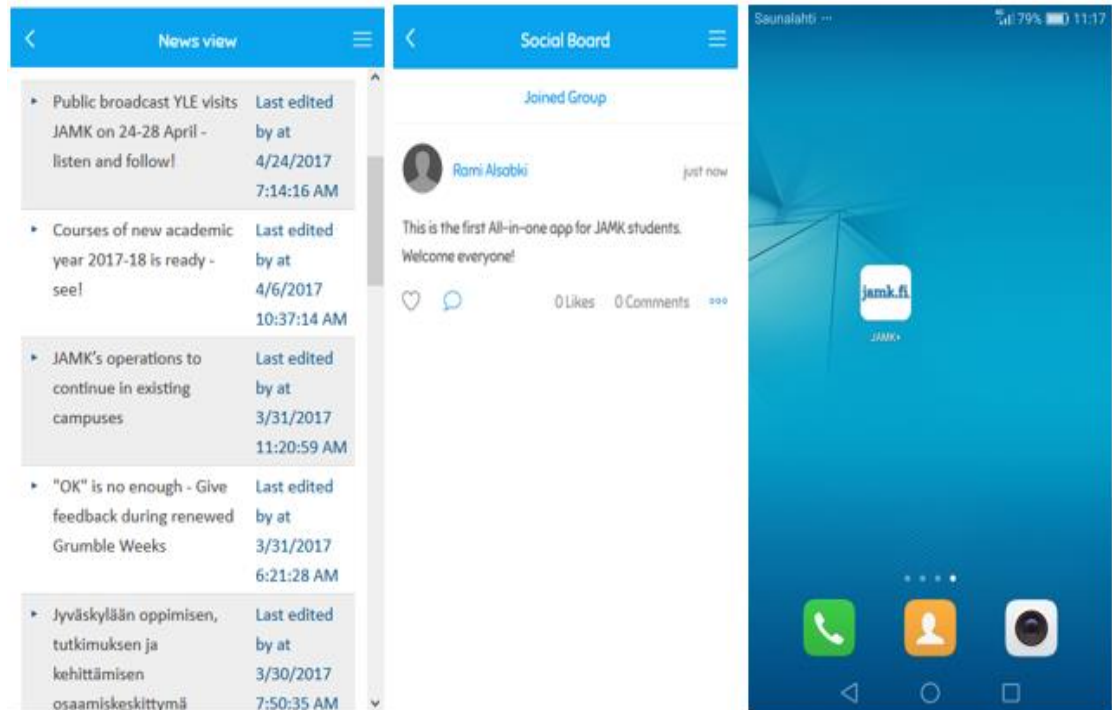 News view
Public broadcast YLE visits
JAMK on 24-28 April -
listen and follow!
Last edited
by at
4/24/2017
7:14:16 AM
Courses of new academic
year 2017-18 is ready -
see!
Last edited
by at
4/6/2017
10:37:14 AM
JAMK's operations to
continue in existing
campuses
Last edited
by at
3/31/2017
11:20:59 AM
"OK" is no enough - Give
feedback during renewed
Grumble Weeks
Last edited
by at
3/31/2017
6:21:28 AM
Jyväskylään oppimisen,
tutkimuksen ja
kehittämisen
osaamiskeskittymä
Last edited
by at
3/30/2017
7:50:35 AM
Social Board
Joined Group
Rami Alsabki
just now
This is the first All-in-one app for JAMK students.
Welcome everyone!
0 Likes 0 Comments
Saunalahti ...
79% 11:17
jamk.fi
JAMK+